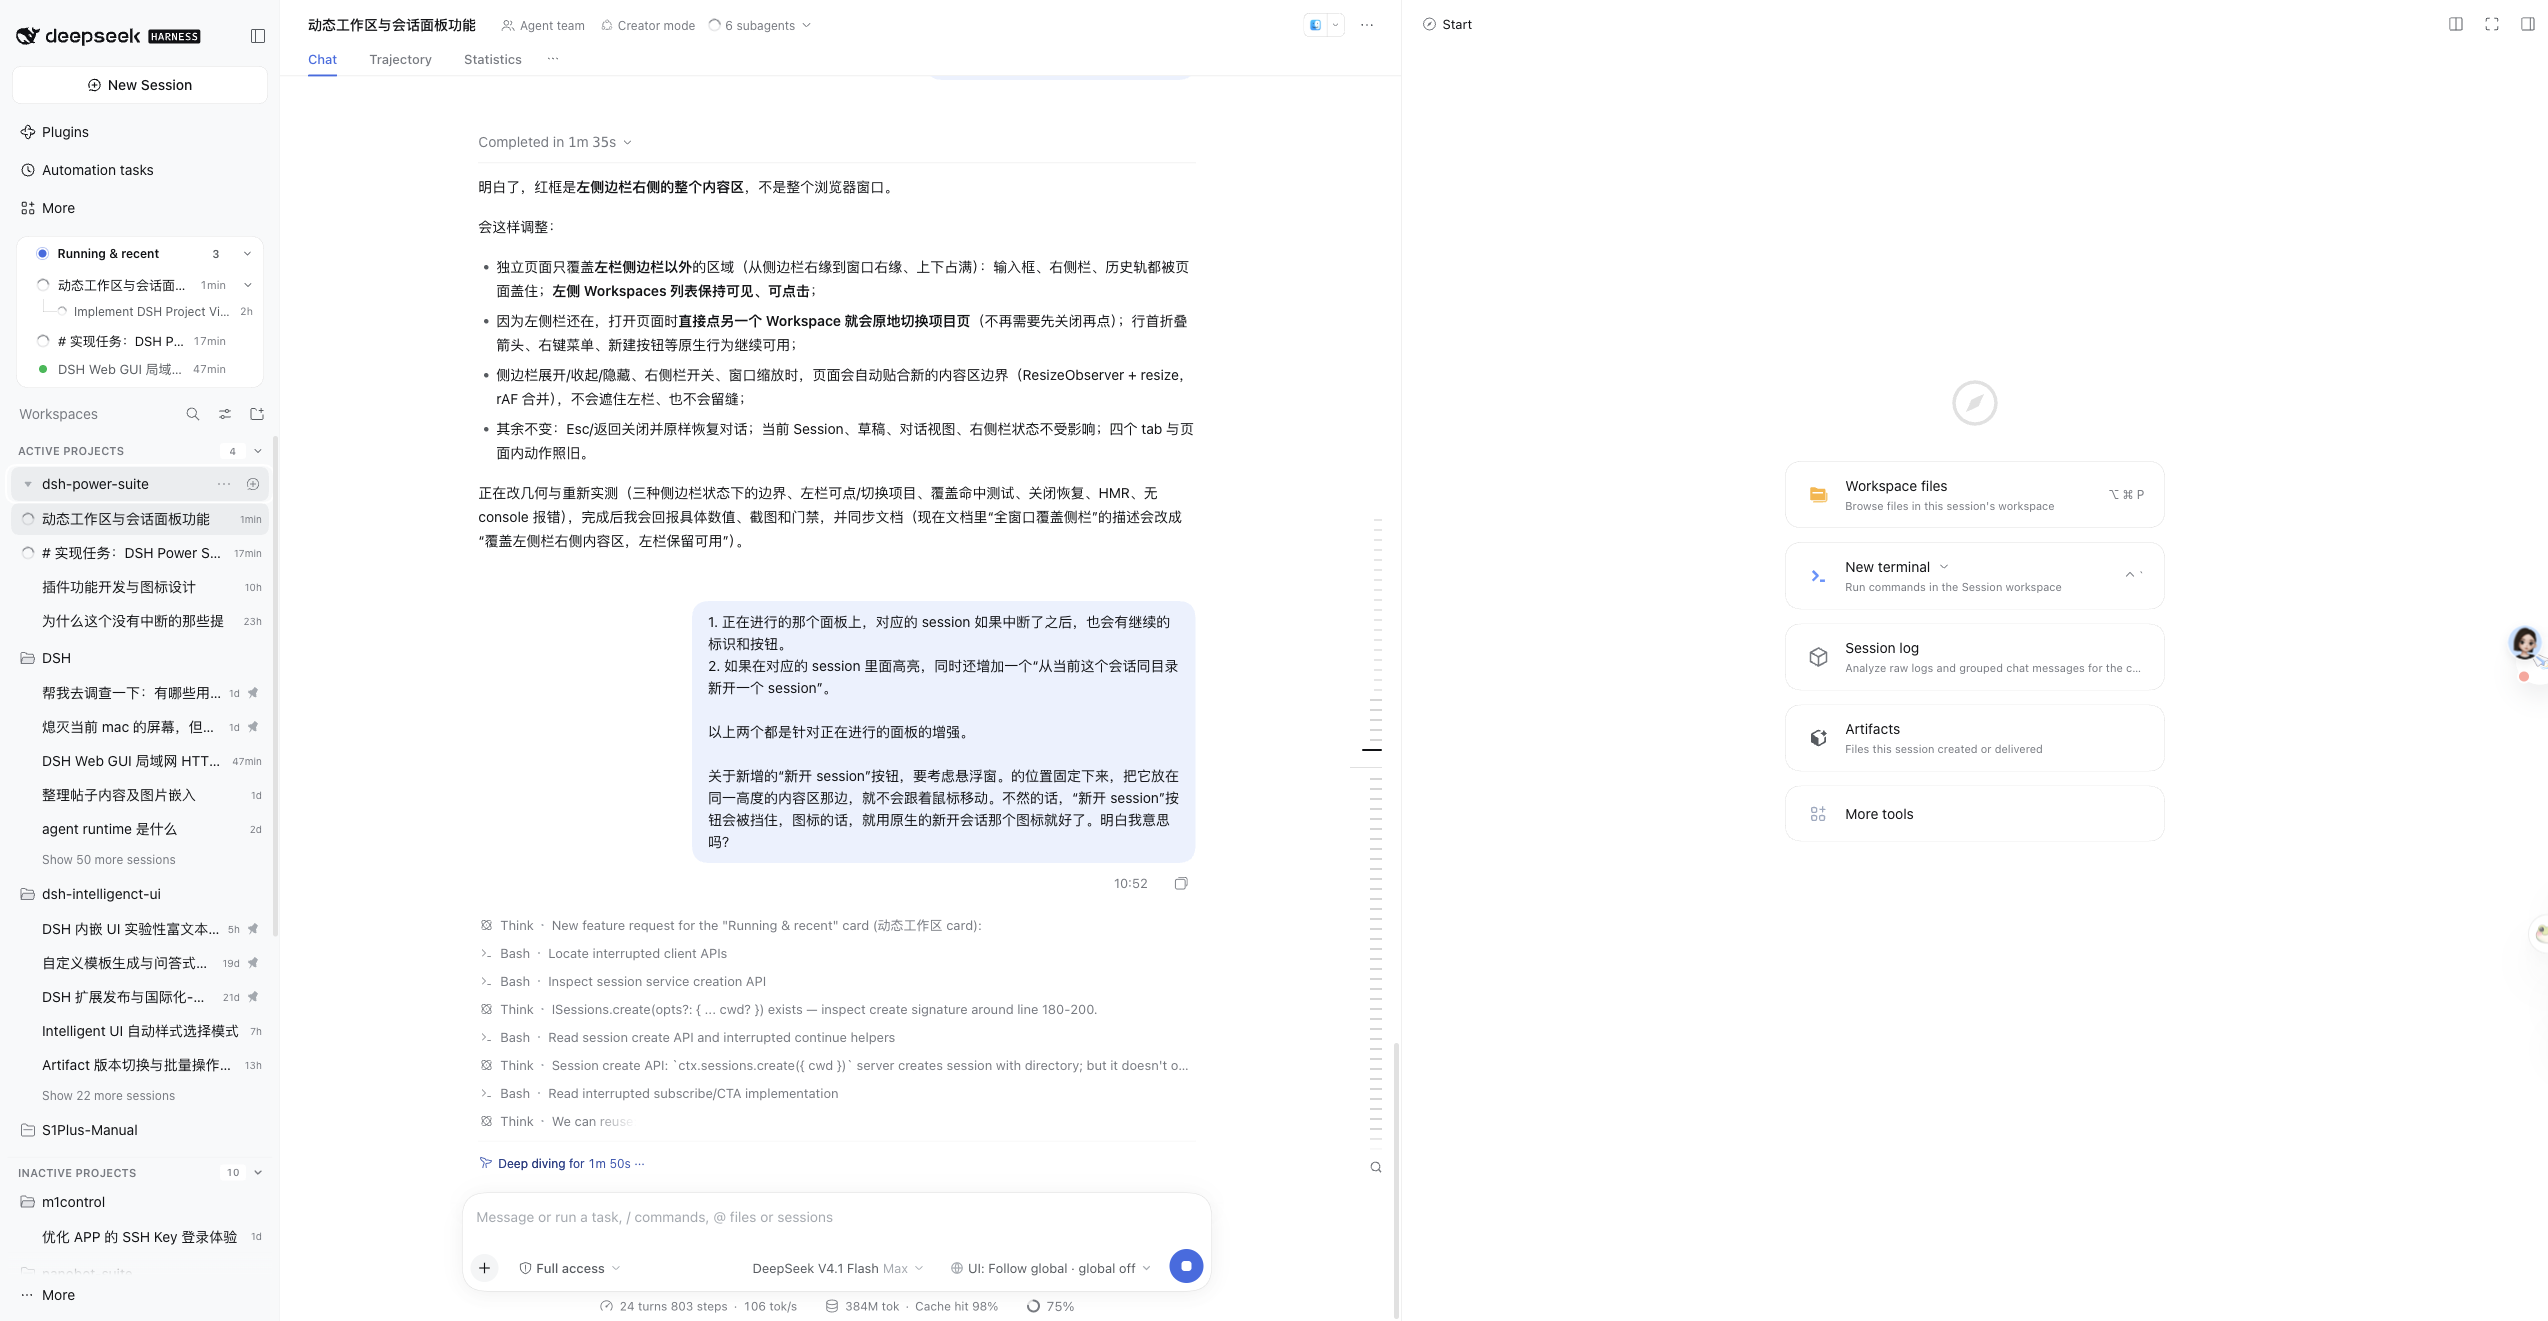 deepseek HARNESS
New Session
Plugins
Automation tasks
More
Running & recent 3
动态工作区与会话面... 1min
Implement DSH Project Vi... 2h
# 实现任务：DSH P... 17min
DSH Web GUI 局域... 47min
Workspaces
ACTIVE PROJECTS 4
dsh-power-suite
动态工作区与会话面板功能 1min
# 实现任务：DSH Power S... 17min
插件功能开发与图标设计 10h
为什么这个没有中断的那些提 23h
DSH
帮我去调查一下：有哪些用... 1d
熄灭当前 mac 的屏幕，但... 1d
DSH Web GUI 局域网 HTT... 47min
整理帖子内容及图片嵌入 1d
agent runtime 是什么 2d
Show 50 more sessions
dsh-intelligenct-ui
DSH 内嵌 UI 实验性富文本... 5h
自定义模板生成与问答式... 19d
DSH 扩展发布与国际化-... 21d
Intelligent UI 自动样式选择模式 7h
Artifact 版本切换与批量操作... 13h
Show 22 more sessions
S1Plus-Manual
INACTIVE PROJECTS 10
m1control
优化 APP 的 SSH Key 登录体验 1d
More
动态工作区与会话面板功能 Agent team Creator mode 6 subagents
Chat Trajectory Statistics
Completed in 1m 35s
明白了，红框是左侧边栏右侧的整个内容区，不是整个浏览器窗口。
会这样调整：
• 独立页面只覆盖左栏侧边栏以外的区域（从侧边栏右缘到窗口右缘、上下占满）：输入框、右侧栏、历史轨都被页
面盖住；左侧 Workspaces 列表保持可见、可点击；
• 因为左侧栏还在，打开页面时直接点另一个 Workspace 就会原地切换项目页（不再需要先关闭再点）；行首折叠
箭头、右键菜单、新建按钮等原生行为继续可用；
• 侧边栏展开/收起/隐藏、右侧栏开关、窗口缩放时，页面会自动贴合新的内容区边界（ResizeObserver + resize，
rAF 合并），不会遮住左栏、也不会留缝；
• 其余不变：Esc/返回关闭并原样恢复对话；当前 Session、草稿、对话视图、右侧栏状态不受影响；四个 tab 与页
面内动作照旧。
正在改几何与重新实测（三种侧边栏状态下的边界、左栏可点/切换项目、覆盖命中测试、关闭恢复、HMR、无
console 报错），完成后我会回报具体数值、截图和门禁，并同步文档（现在文档里“全窗口覆盖侧栏”的描述会改成
“覆盖左侧栏右侧内容区，左栏保留可用”）。
1. 正在进行的那个面板上，对应的 session 如果中断了之后，也会有继续的
标识和按钮。
2. 如果在对应的 session 里面高亮，同时还增加一个“从当前这个会话同目录
新开一个 session”。
以上两个都是针对正在进行的面板的增强。
关于新增的“新开 session”按钮，要考虑悬浮窗。的位置固定下来，把它放在
同一高度的内容区那边，就不会跟着鼠标移动。不然的话，“新开 session”按
钮会被挡住，图标的话，就用原生的新开会话那个图标就好了。明白我意思
吗？
10:52
Think · New feature request for the "Running & recent" card (动态工作区 card):
Bash · Locate interrupted client APIs
Bash · Inspect session service creation API
Think · ISessions.create(opts?: { ... cwd? }) exists — inspect create signature around line 180-200.
Bash · Read session create API and interrupted continue helpers
Think · Session create API: `ctx.sessions.create({ cwd })` server creates session with directory; but it doesn't o...
Bash · Read interrupted subscribe/CTA implementation
Think · We can reuse
Deep diving for 1m 50s ···
Message or run a task, / commands, @ files or sessions
Full access DeepSeek V4.1 Flash Max UI: Follow global · global off
24 turns 803 steps · 106 tok/s 384M tok · Cache hit 98% 75%
Start
Workspace files ⌥ ⌘ P
Browse files in this session's workspace
New terminal ⌃ `
Run commands in the Session workspace
Session log
Analyze raw logs and grouped chat messages for the c...
Artifacts
Files this session created or delivered
More tools